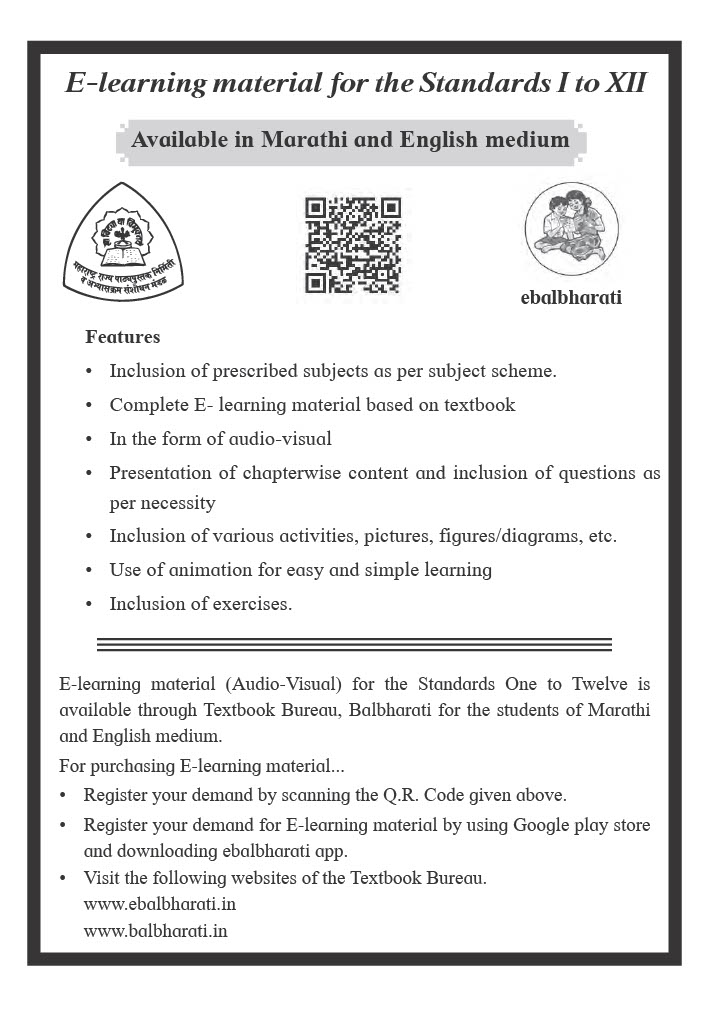 E-learning material for the Standards I to XII
Available in Marathi and English medium
महाराष्ट्र राज्य पाठ्यपुस्तक निर्मिती
व अभ्यासक्रम संशोधन मंडळ
ebalbharati
Features
• Inclusion of prescribed subjects as per subject scheme.
• Complete E- learning material based on textbook
• In the form of audio-visual
• Presentation of chapterwise content and inclusion of questions as
per necessity
• Inclusion of various activities, pictures, figures/diagrams, etc.
• Use of animation for easy and simple learning
• Inclusion of exercises.
E-learning material (Audio-Visual) for the Standards One to Twelve is
available through Textbook Bureau, Balbharati for the students of Marathi
and English medium.
For purchasing E-learning material...
• Register your demand by scanning the Q.R. Code given above.
• Register your demand for E-learning material by using Google play store
and downloading ebalbharati app.
• Visit the following websites of the Textbook Bureau.
www.ebalbharati.in
www.balbharati.in